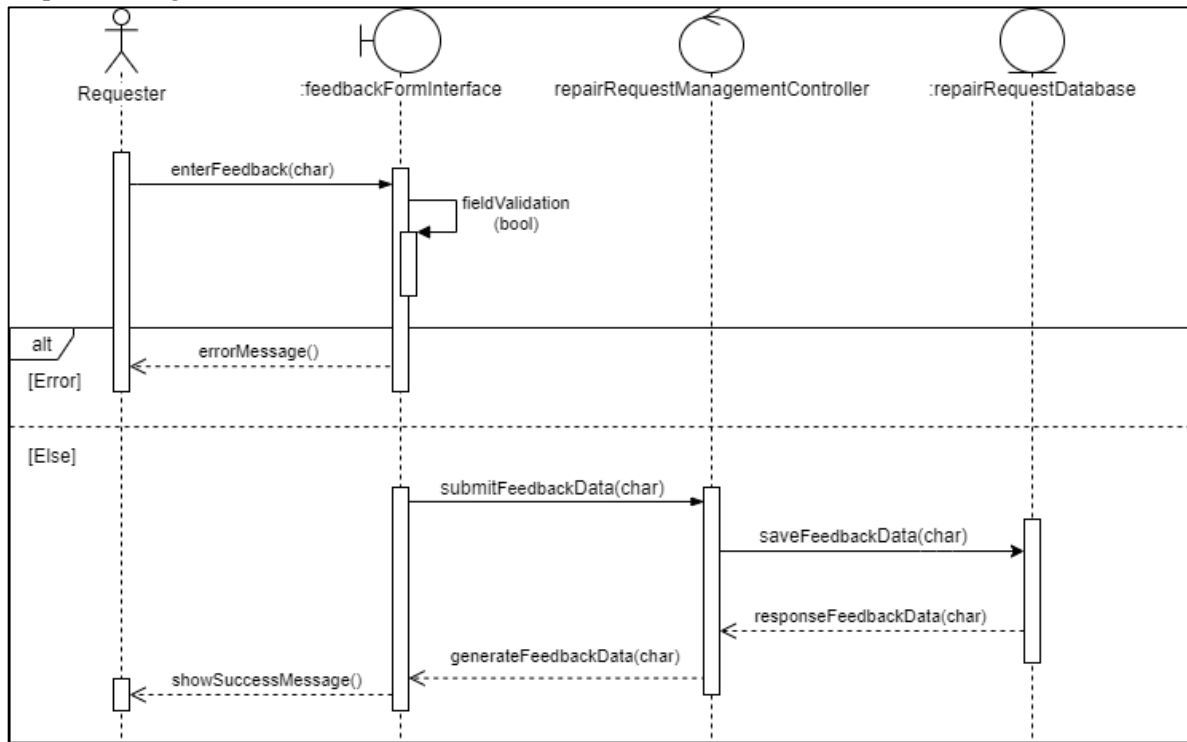 Requester
:feedbackFormInterface
repairRequestManagementController
:repairRequestDatabase
enterFeedback(char)
fieldValidation
(bool)
alt
errorMessage()
[Error]
[Else]
submitFeedbackData(char)
saveFeedbackData(char)
responseFeedbackData(char)
generateFeedbackData(char)
showSuccessMessage()